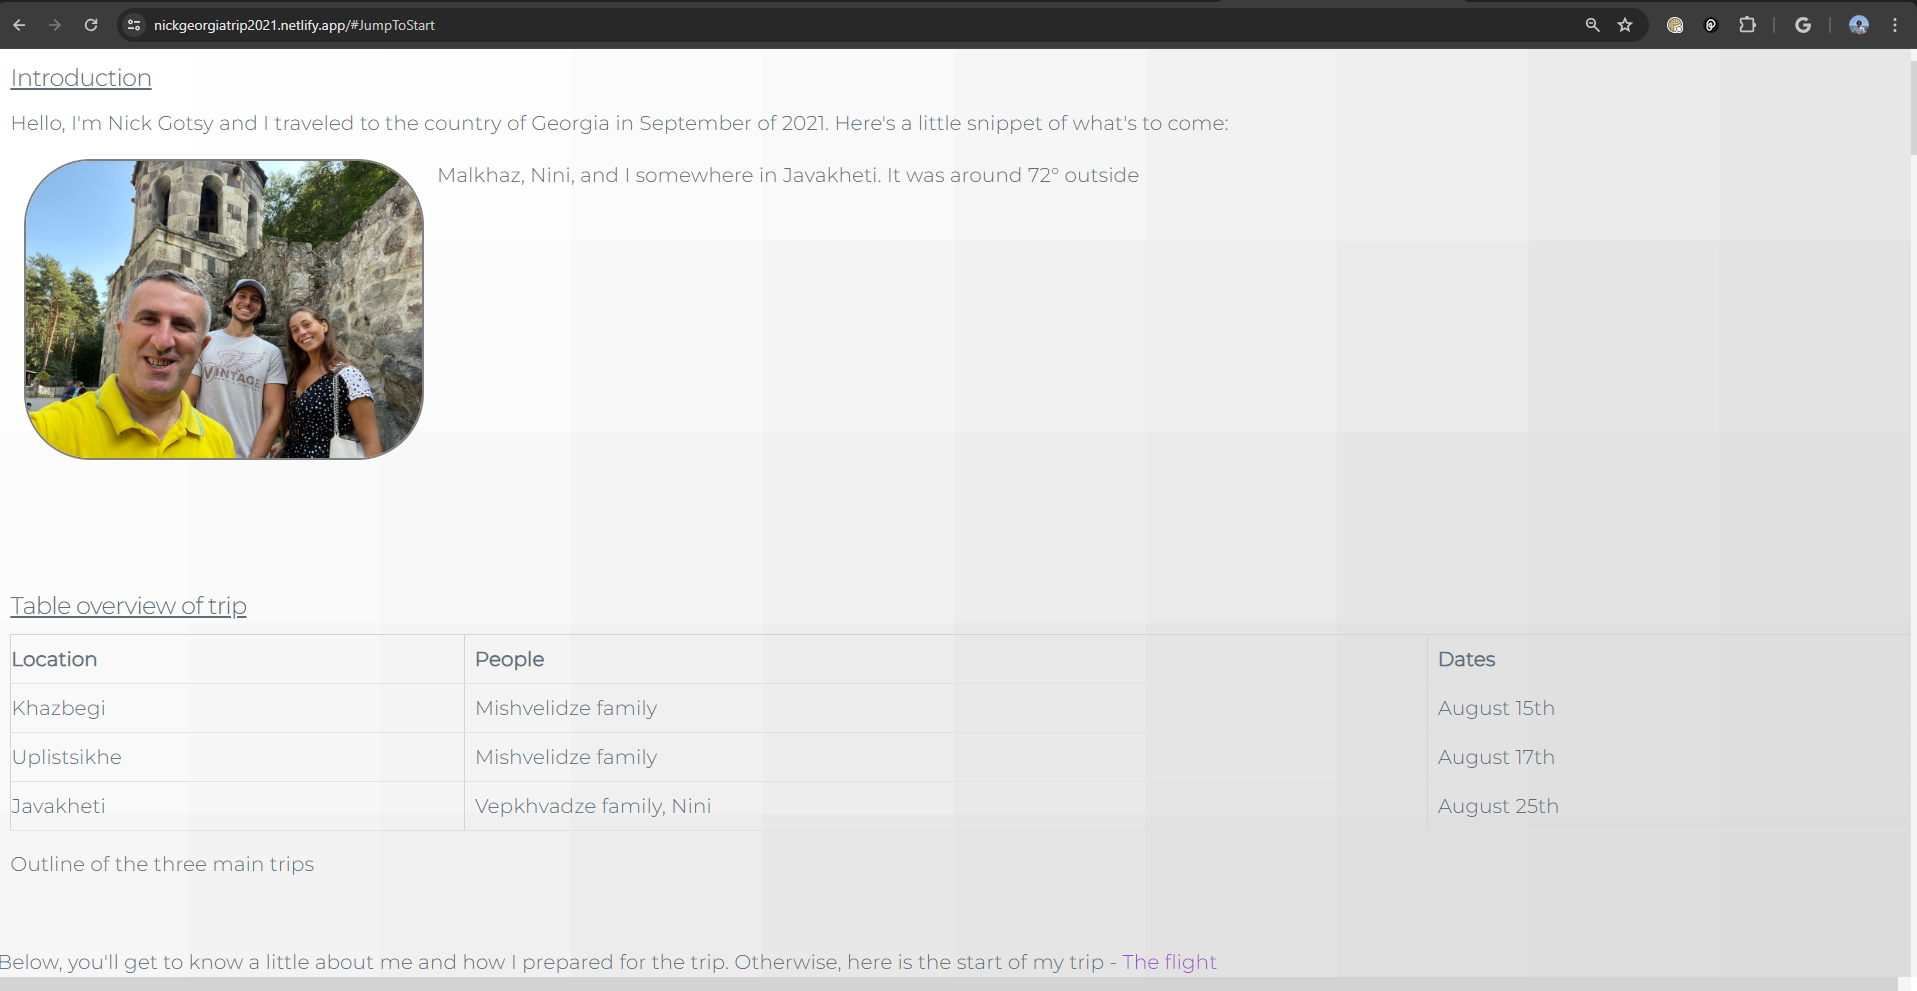 nickgeorgiatrip2021.netlify.app/#JumpToStart
Introduction
Hello, I'm Nick Gotsy and I traveled to the country of Georgia in September of 2021. Here's a little snippet of what's to come:
Malkhaz, Nini, and I somewhere in Javakheti. It was around 72° outside
VINTAGE
Table overview of trip
Location People Dates
Khazbegi Mishvelidze family August 15th
Uplistsikhe Mishvelidze family August 17th
Javakheti Vepkhvadze family, Nini August 25th
Outline of the three main trips
Below, you'll get to know a little about me and how I prepared for the trip. Otherwise, here is the start of my trip - The flight